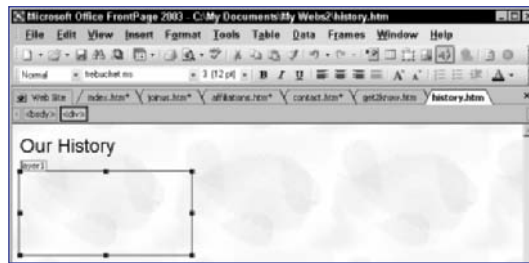 Microsoft Office FrontPage 2003 - C:\My Documents\My Webs2\history.htm
File Edit View Insert Format Tools Table Data Frames Window Help
Normal trebuchet ms 3 (12 pt) B I U A A A
Web Site index.htm* joinus.htm* affiliations.htm* contact.htm* get2know.htm history.htm
<body> <div>
Our History
layer1